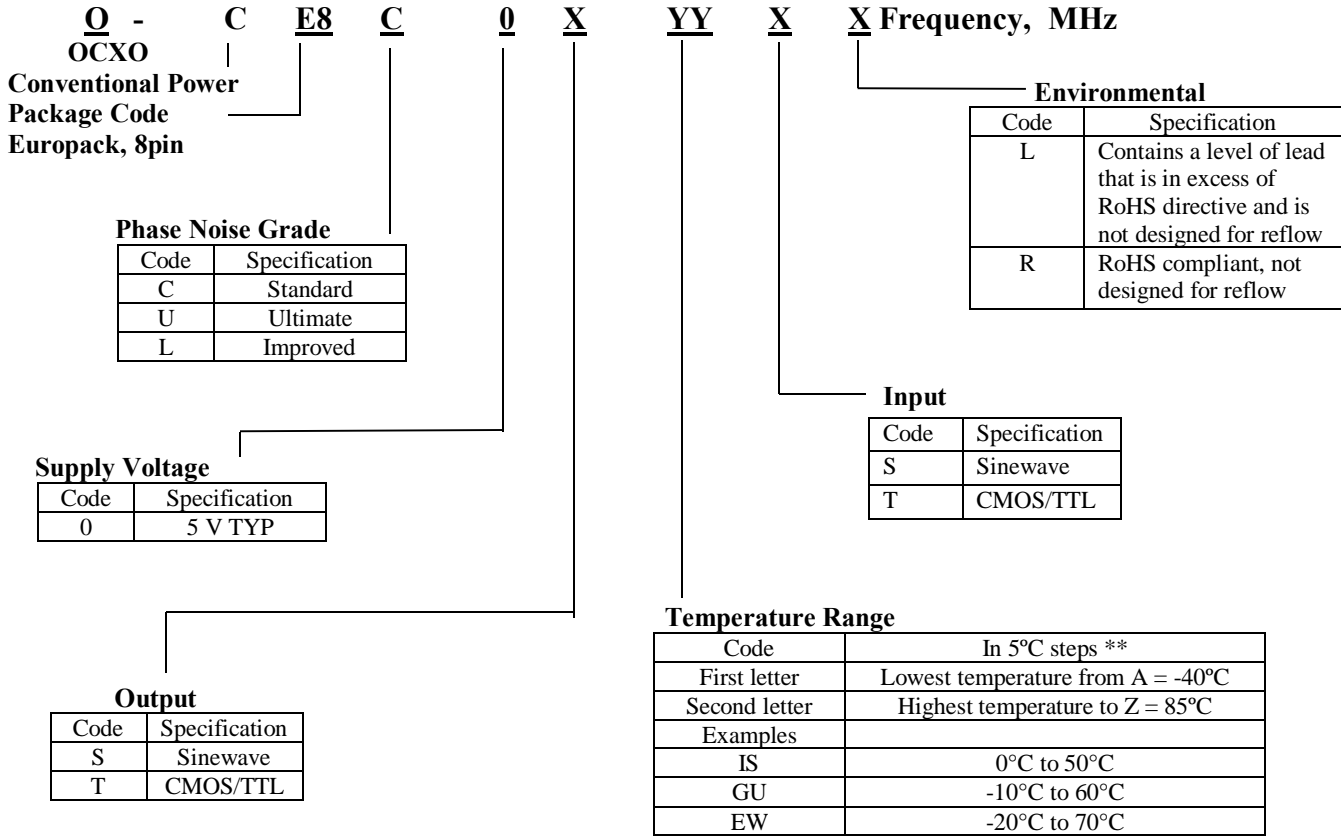 O - C E8 C 0 X YY X X Frequency, MHz
OCXO
Conventional Power
Package Code
Europack, 8pin
Environmental
Code Specification
L Contains a level of lead
that is in excess of
RoHS directive and is
not designed for reflow
R RoHS compliant, not
designed for reflow
Phase Noise Grade
Code Specification
C Standard
U Ultimate
L Improved
Input
Code Specification
S Sinewave
T CMOS/TTL
Supply Voltage
Code Specification
0 5 V TYP
Temperature Range
Code In 5ºC steps **
First letter Lowest temperature from A = -40ºC
Second letter Highest temperature to Z = 85ºC
Examples
IS 0°C to 50°C
GU -10°C to 60°C
EW -20°C to 70°C
Output
Code Specification
S Sinewave
T CMOS/TTL